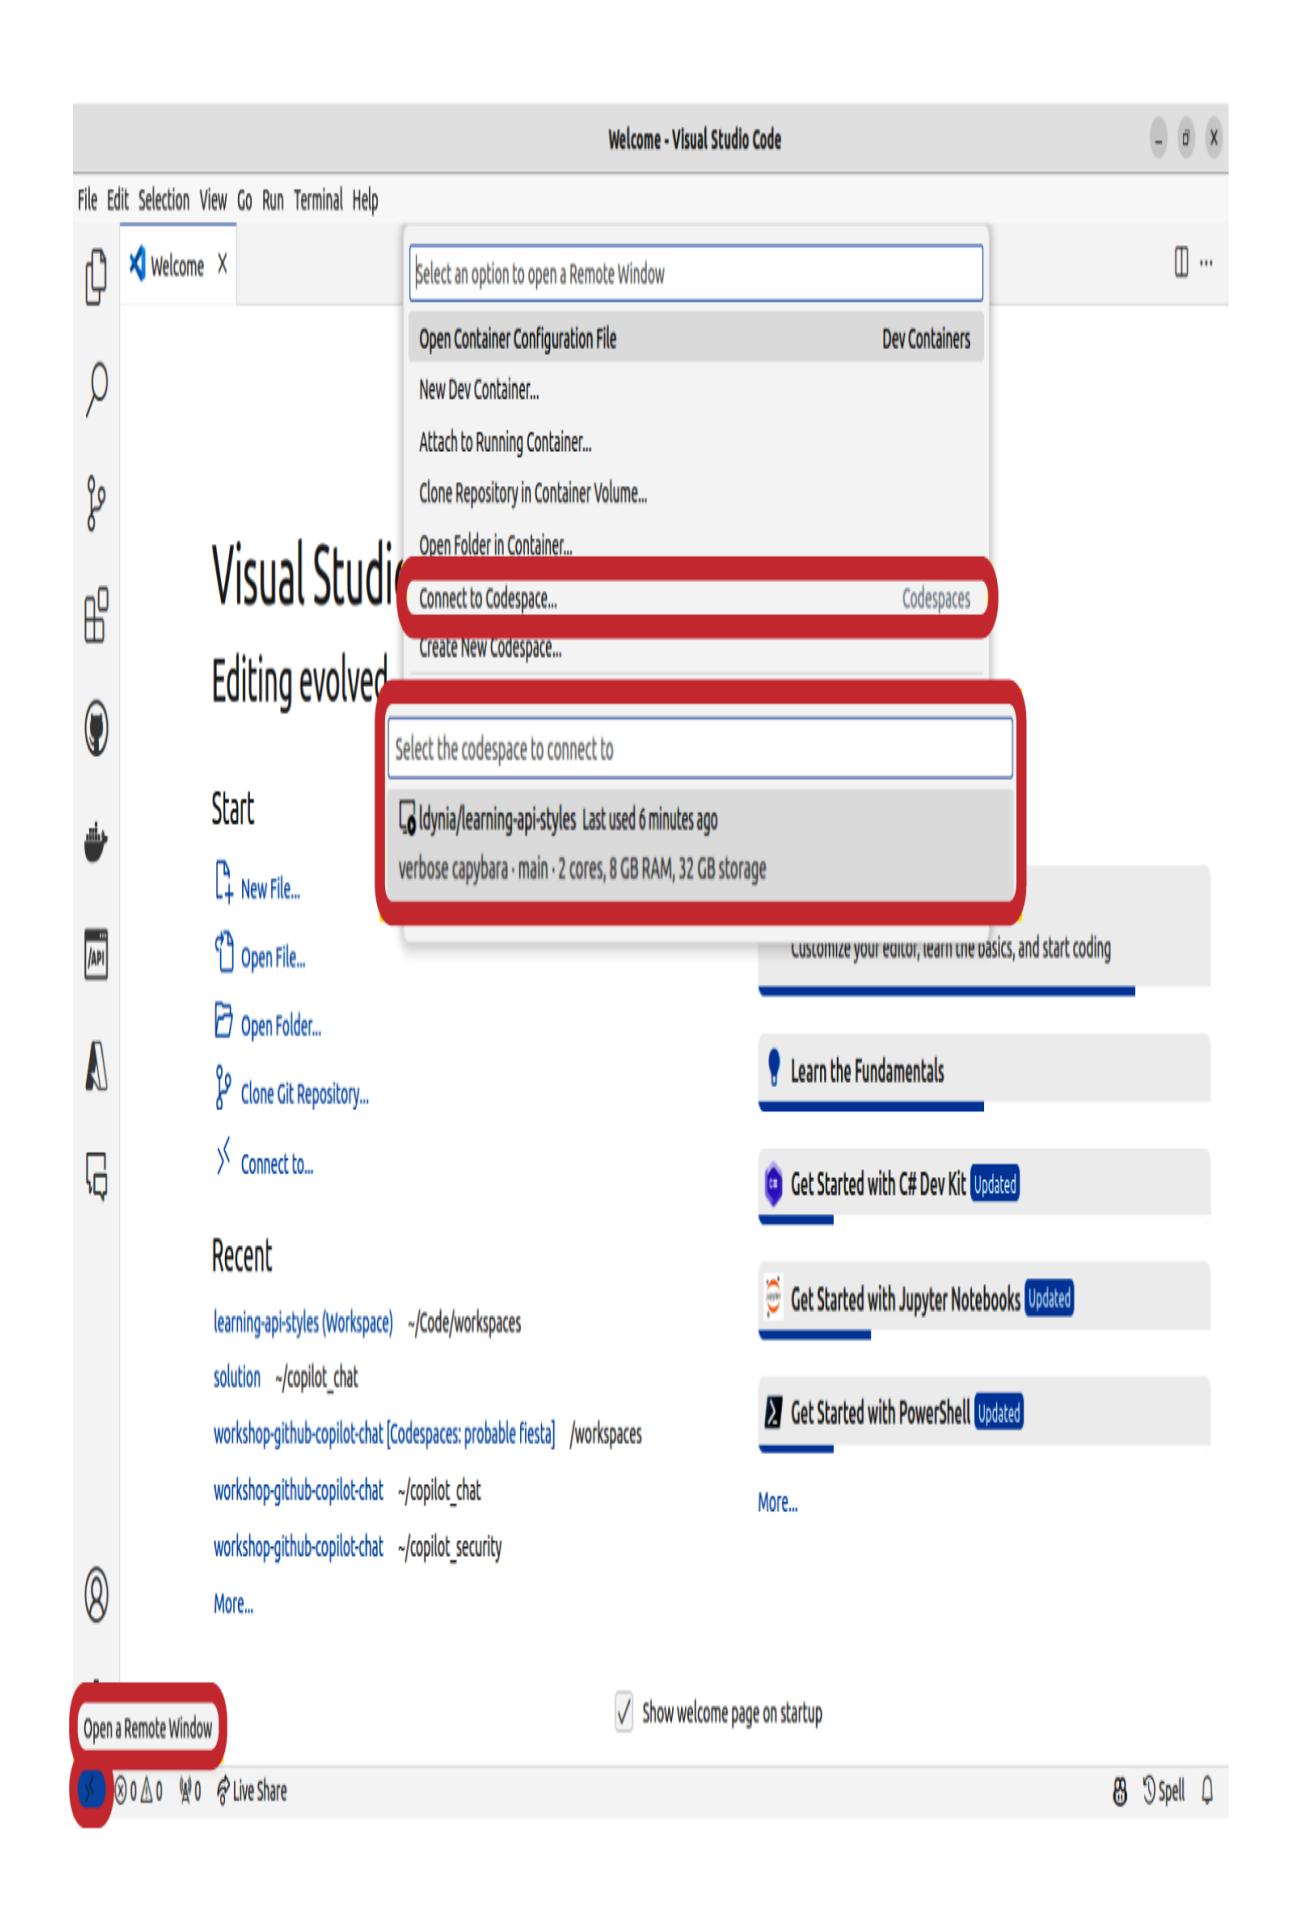 Welcome - Visual Studio Code
File Edit Selection View Go Run Terminal Help
Welcome
Select an option to open a Remote Window
Open Container Configuration File Dev Containers
New Dev Container...
Attach to Running Container...
Clone Repository in Container Volume...
Open Folder in Container...
Connect to Codespace... Codespaces
Create New Codespace...
Select the codespace to connect to
ldynia/learning-api-styles Last used 6 minutes ago
verbose capybara · main · 2 cores, 8 GB RAM, 32 GB storage
Visual Studi
Editing evolved
Start
New File...
Open File...
Open Folder...
Clone Git Repository...
Connect to...
Recent
learning-api-styles (Workspace) ~/Code/workspaces
solution ~/copilot_chat
workshop-github-copilot-chat [Codespaces: probable fiesta] /workspaces
workshop-github-copilot-chat ~/copilot_chat
workshop-github-copilot-chat ~/copilot_security
More...
Customize your editor, learn the basics, and start coding
Learn the Fundamentals
Get Started with C# Dev Kit Updated
Get Started with Jupyter Notebooks Updated
Get Started with PowerShell Updated
More...
/API
Show welcome page on startup
Open a Remote Window
0 0 0 Live Share
Spell